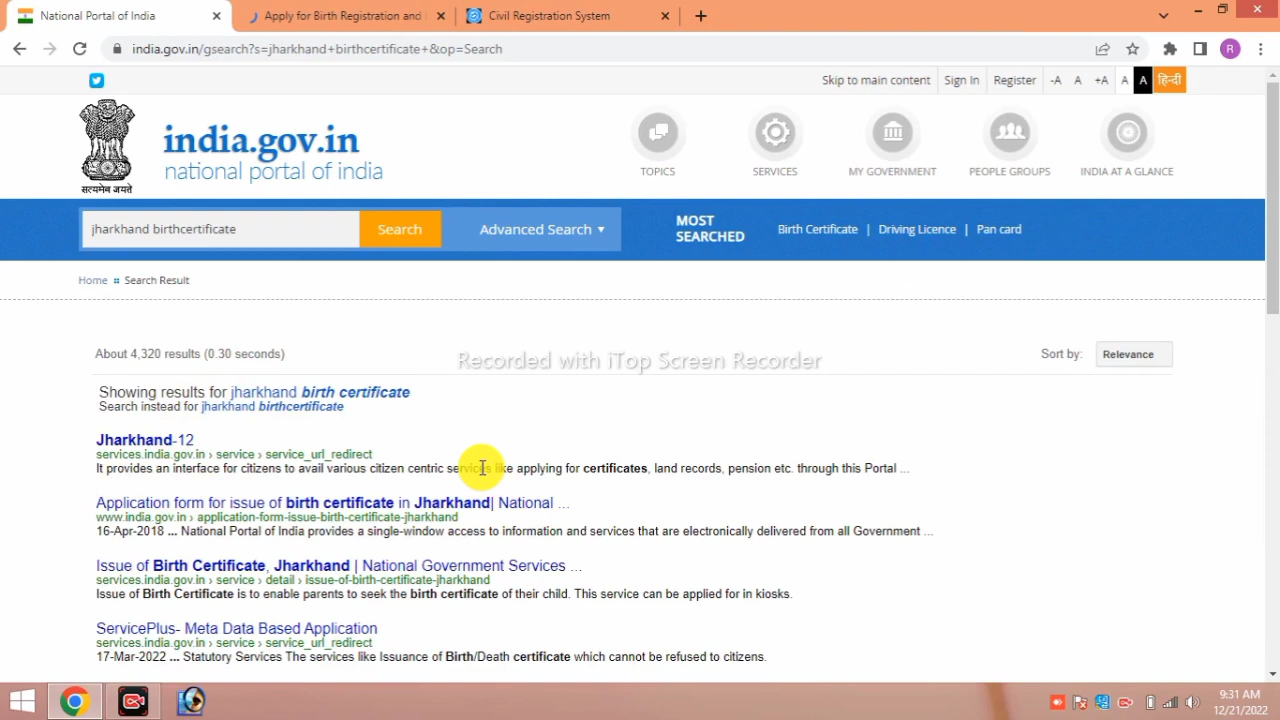 National Portal of India
Apply for Birth Registration and
Civil Registration System
india.gov.in/gsearch?s=jharkhand+birthcertificate+&op=Search
R
Skip to main content
Sign In
Register
-A
A
+A
A
A
हिन्दी
सत्यमेव जयते
india.gov.in
national portal of india
TOPICS
SERVICES
MY GOVERNMENT
PEOPLE GROUPS
INDIA AT A GLANCE
jharkhand birthcertificate
Search
Advanced Search
MOST
SEARCHED
Birth Certificate | Driving Licence | Pan card
Home Search Result
About 4,320 results (0.30 seconds)
Recorded with iTop Screen Recorder
Sort by:
Relevance
Showing results for jharkhand birth certificate
Search instead for jharkhand birthcertificate
Jharkhand-12
services.india.gov.in › service › service_url_redirect
It provides an interface for citizens to avail various citizen centric services like applying for certificates, land records, pension etc. through this Portal ...
Application form for issue of birth certificate in Jharkhand| National ...
www.india.gov.in › application-form-issue-birth-certificate-jharkhand
16-Apr-2018 ... National Portal of India provides a single-window access to information and services that are electronically delivered from all Government ...
Issue of Birth Certificate, Jharkhand | National Government Services ...
services.india.gov.in › service › detail › issue-of-birth-certificate-jharkhand
Issue of Birth Certificate is to enable parents to seek the birth certificate of their child. This service can be applied for in kiosks.
ServicePlus- Meta Data Based Application
services.india.gov.in › service › service_url_redirect
17-Mar-2022 ... Statutory Services The services like Issuance of Birth/Death certificate which cannot be refused to citizens.
9:31 AM
12/21/2022